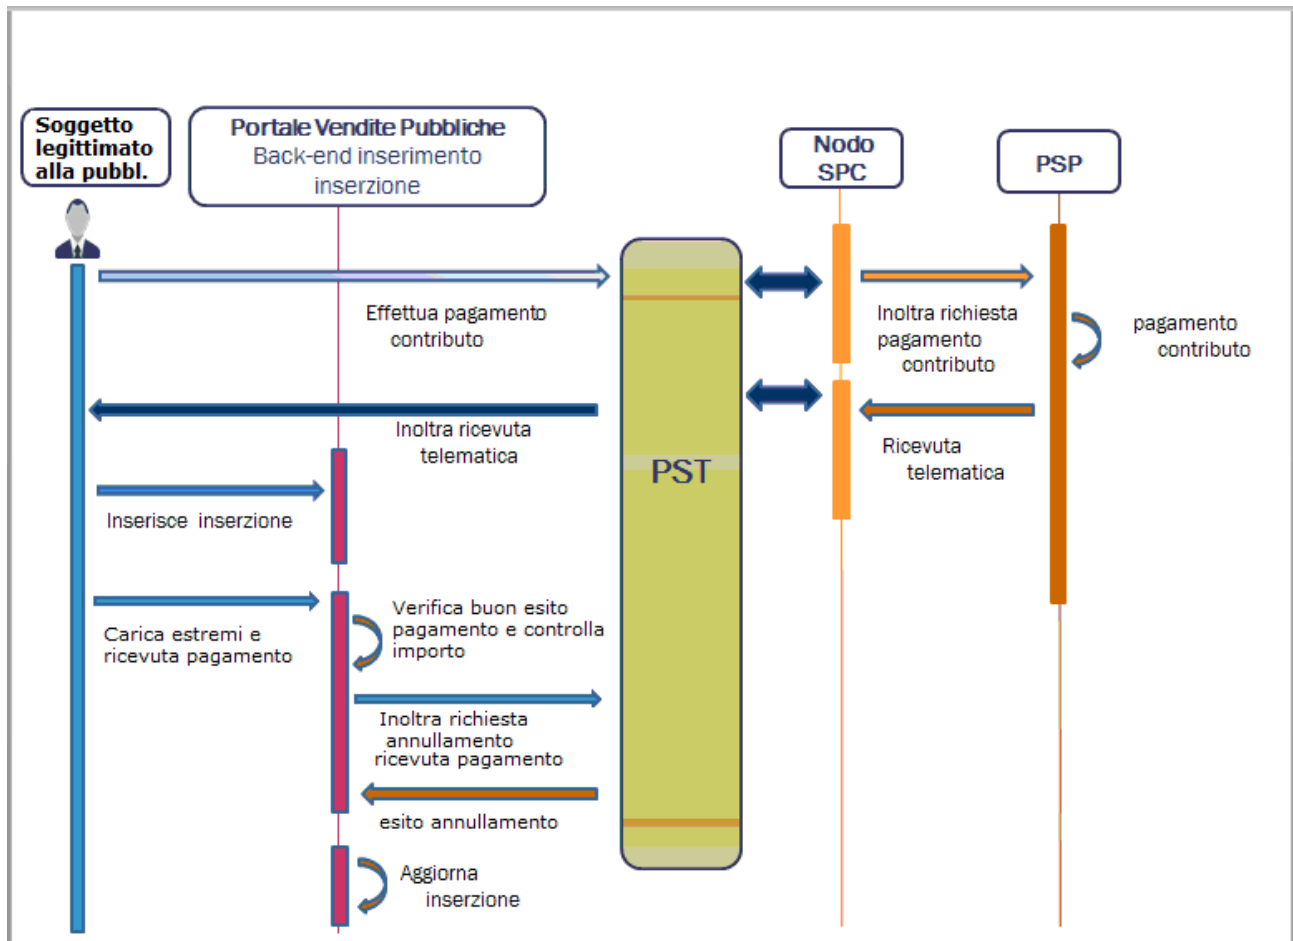 Soggetto
legittimato
alla pubbl.
Portale Vendite Pubbliche
Back-end inserimento
inserzione
Nodo
SPC
PSP
Effettua pagamento
contributo
Inoltra richiesta
pagamento
contributo
pagamento
contributo
Inoltra ricevuta
telematica
Ricevuta
telematica
PST
Inserisce inserzione
Carica estremi e
ricevuta pagamento
Verifica buon esito
pagamento e controlla
importo
Inoltra richiesta
annullamento
ricevuta pagamento
esito annullamento
Aggiorna
inserzione